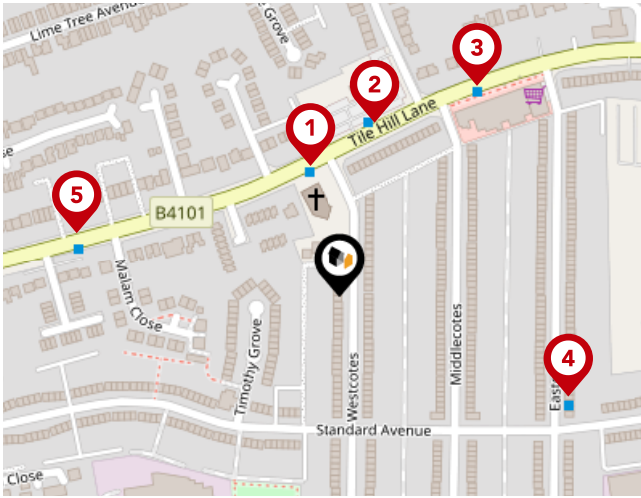 Lime Tree Avenue
Grove
3
2
Tile Hill Lane
1
se
5
B4101
Malam Close
Timothy Grove
Westcotes
Middlecotes
4
East
Standard Avenue
Close